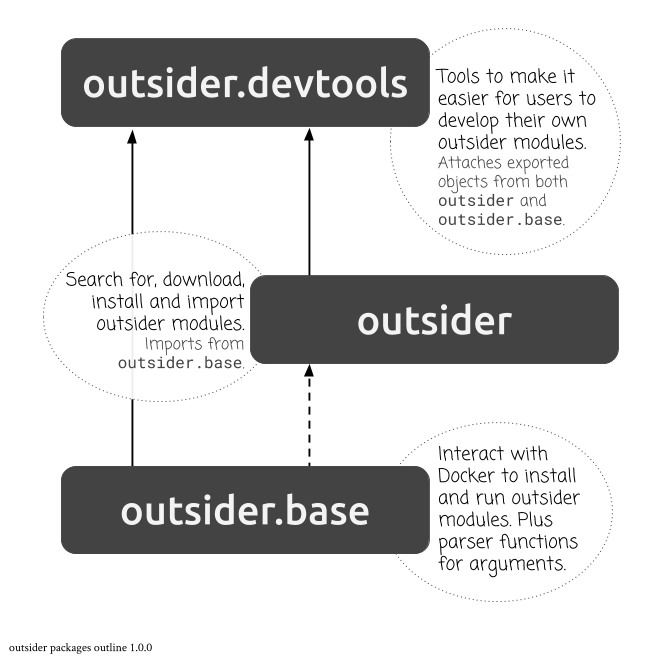 outsider.devtools
Tools to make it
easier for users to
develop their own
outsider modules.
Attaches exported
objects from both
outsider and
outsider.base.
Search for, download,
install and import
outsider modules.
Imports from
outsider.base.
outsider
outsider.base
Interact with
Docker to install
and run outsider
modules. Plus
parser functions
for arguments.
outsider packages outline 1.0.0